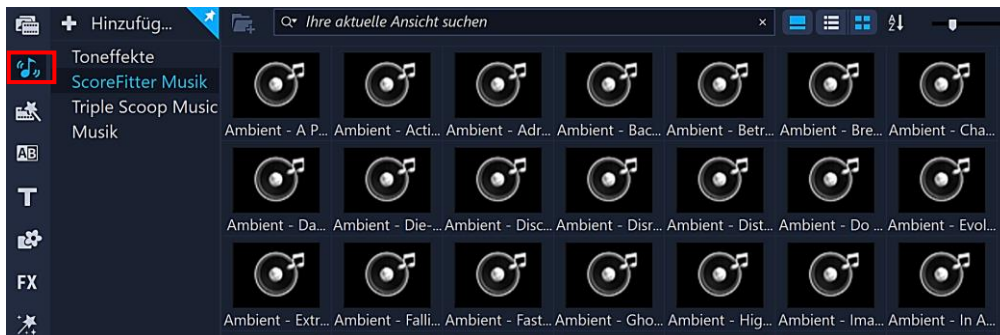 Hinzufüg...
Ihre aktuelle Ansicht suchen
Toneffekte
ScoreFitter Musik
Triple Scoop Music
Musik
AB
T
FX
Ambient - A P... Ambient - Acti... Ambient - Adr... Ambient - Bac... Ambient - Betr... Ambient - Bre... Ambient - Cha...
Ambient - Da... Ambient - Die-... Ambient - Disc... Ambient - Disr... Ambient - Dist... Ambient - Do ... Ambient - Evol...
Ambient - Extr... Ambient - Falli... Ambient - Fast... Ambient - Gho... Ambient - Hig... Ambient - Ima... Ambient - In A...